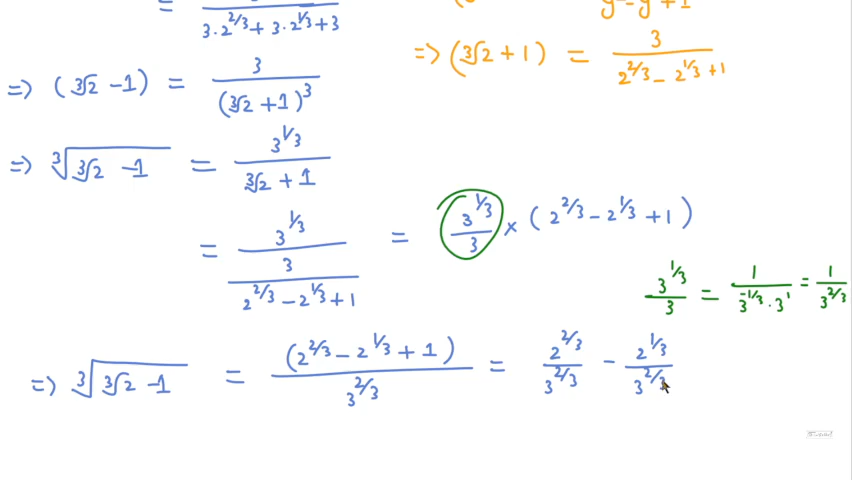 = 3·2^{2/3} + 3·2^{1/3} + 3
y + 1
=> (∛2 + 1) = 3 / (2^{2/3} - 2^{1/3} + 1)
=> (∛2 - 1) = 3 / (∛2 + 1)^3
=> ∛(∛2 - 1) = 3^{1/3} / (∛2 + 1)
= 3^{1/3} / (3 / (2^{2/3} - 2^{1/3} + 1)) = 3^{1/3} / 3 × (2^{2/3} - 2^{1/3} + 1)
3^{1/3} / 3 = 1 / (3^{-1/3} · 3^1) = 1 / 3^{2/3}
=> ∛(∛2 - 1) = (2^{2/3} - 2^{1/3} + 1) / 3^{2/3} = 2^{2/3} / 3^{2/3} - 2^{1/3} / 3^{2/3}